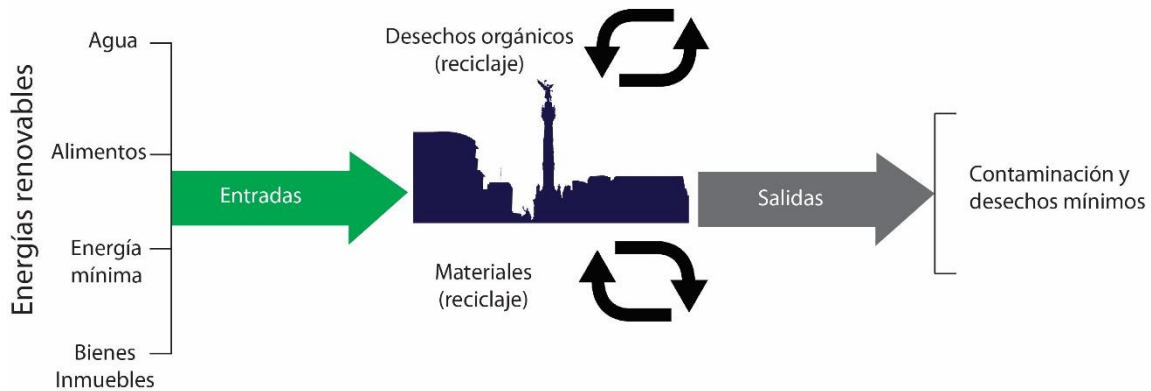 Energías renovables
Agua
Alimentos
Energía
mínima
Bienes
Inmuebles
Entradas
Desechos orgánicos
(reciclaje)
Materiales
(reciclaje)
Salidas
Contaminación y
desechos mínimos